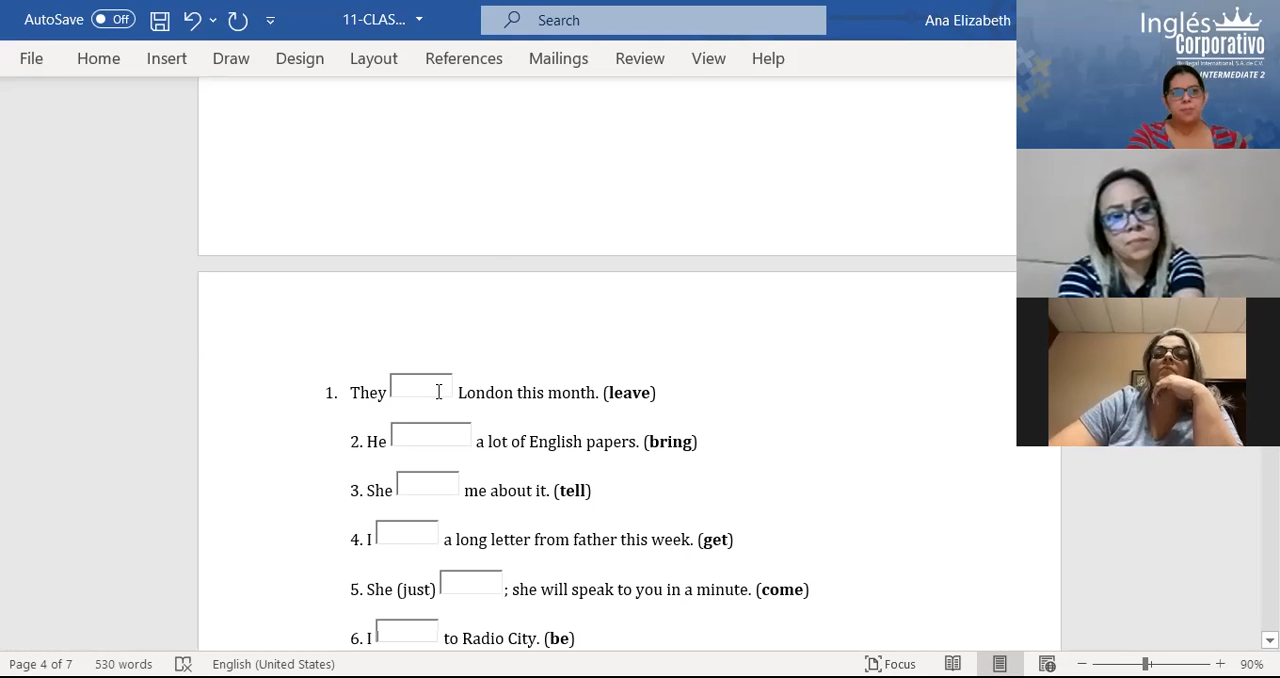 AutoSave Off 11-CLAS... Search Ana Elizabeth
File Home Insert Draw Design Layout References Mailings Review View Help
Inglés
Corporativo
INTERMEDIATE 2
1. They London this month. (leave)
2. He a lot of English papers. (bring)
3. She me about it. (tell)
4. I a long letter from father this week. (get)
5. She (just) ; she will speak to you in a minute. (come)
6. I to Radio City. (be)
Page 4 of 7 530 words English (United States) Focus 90%